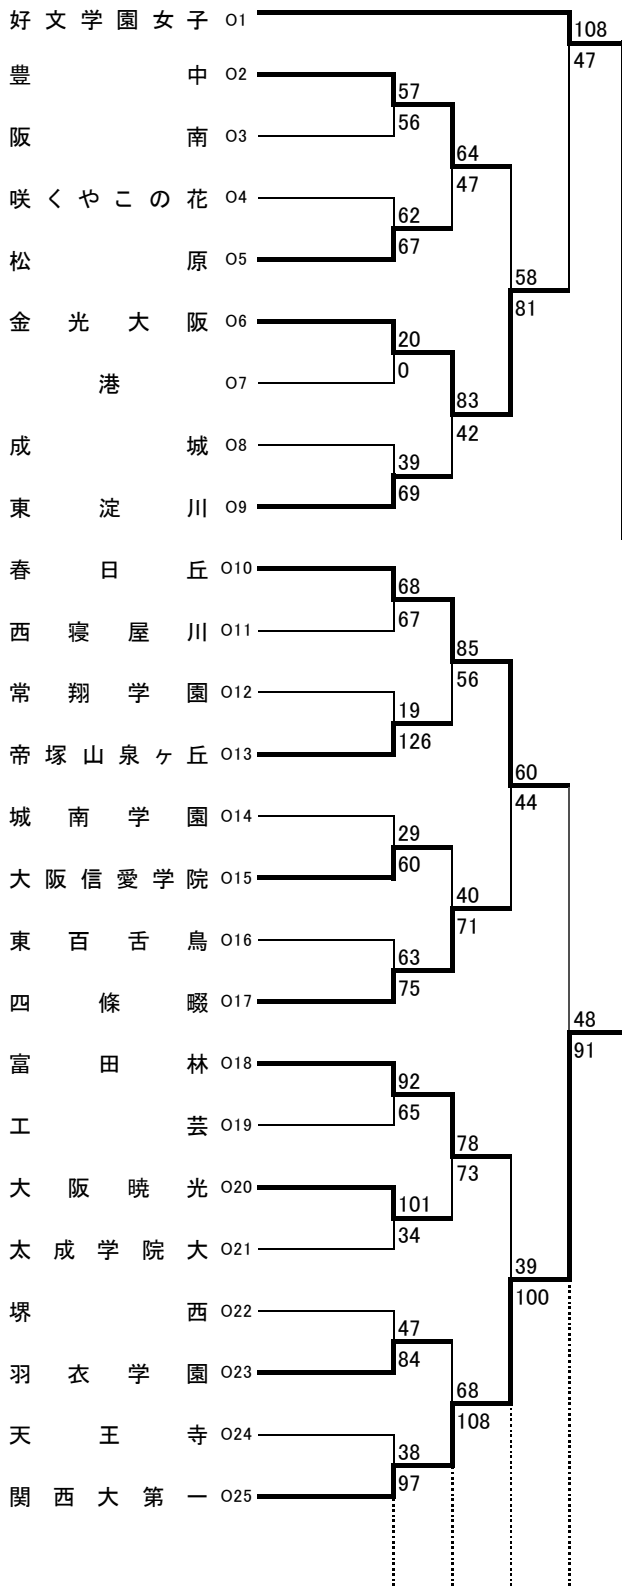 好文学園女子 O1
108
47
豊中 O2
57
56
阪南 O3
64
47
咲くやこの花 O4
62
67
松原 O5
58
81
金光大阪 O6
20
0
港 O7
83
42
成城 O8
39
69
東淀川 O9
春日丘 O10
68
67
西寝屋川 O11
85
56
常翔学園 O12
19
126
帝塚山泉ヶ丘 O13
60
44
城南学園 O14
29
60
大阪信愛学院 O15
40
71
東百舌鳥 O16
63
75
四條畷 O17
48
91
富田林 O18
92
65
工芸 O19
78
73
大阪暁光 O20
101
34
太成学院大 O21
39
100
堺西 O22
47
84
羽衣学園 O23
68
108
天王寺 O24
38
97
関西大第一 O25